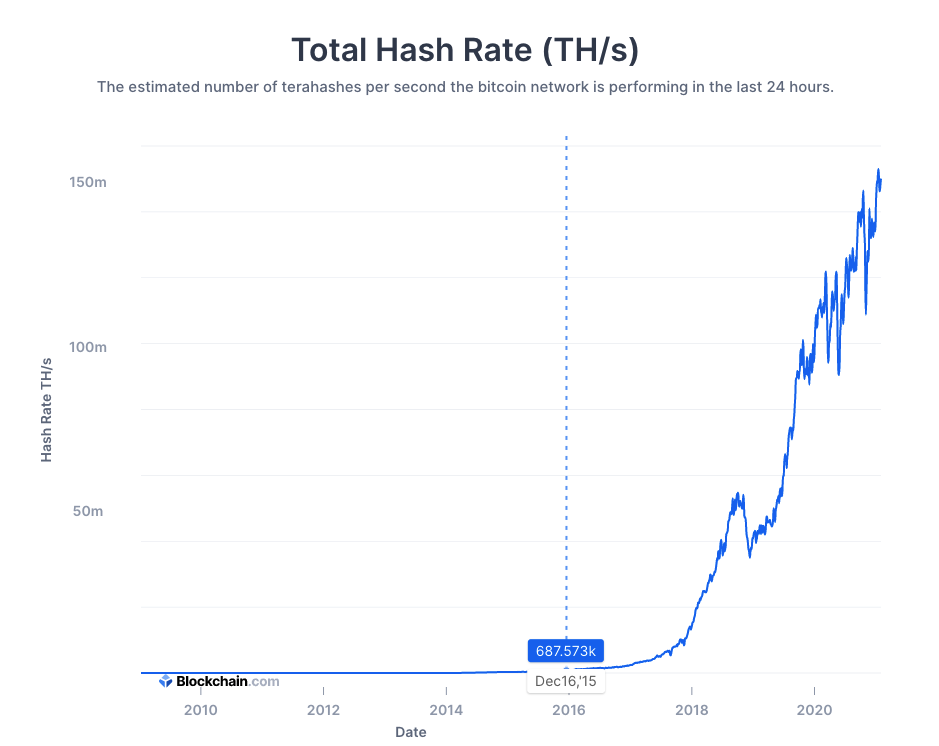 Total Hash Rate (TH/s)
The estimated number of terahashes per second the bitcoin network is performing in the last 24 hours.
150m
100m
50m
Hash Rate TH/s
687.573k
Dec16,'15
Blockchain.com
2010
2012
2014
2016
2018
2020
Date